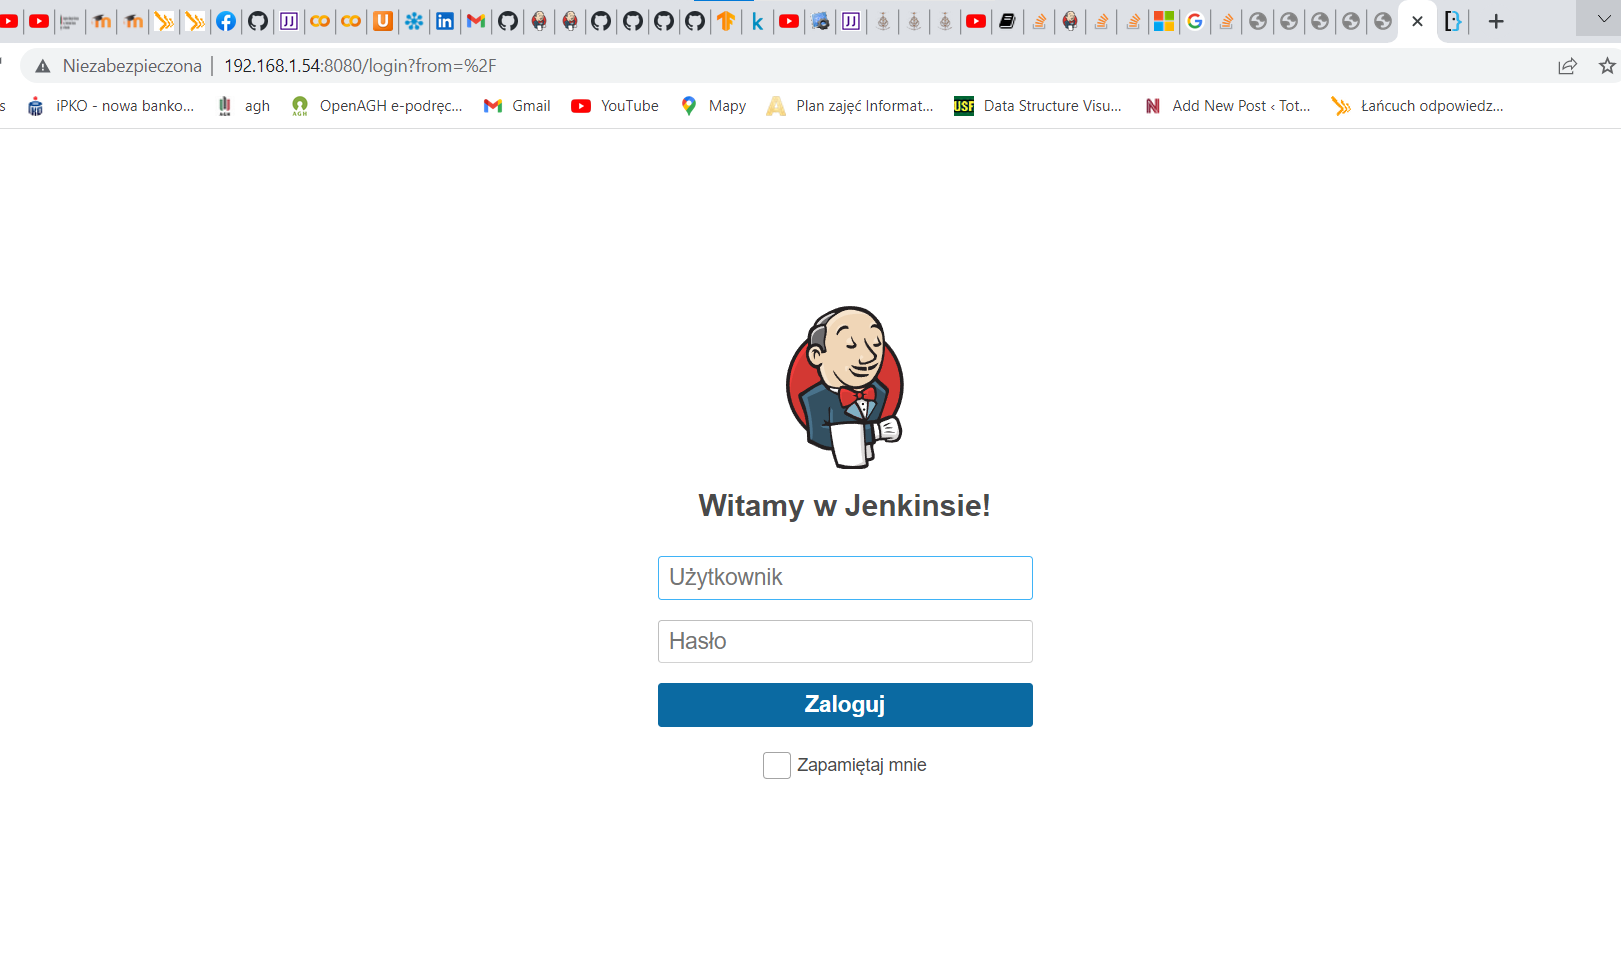 Niezabezpieczona | 192.168.1.54:8080/login?from=%2F
s iPKO - nowa banko... agh OpenAGH e-podręc... Gmail YouTube Mapy Plan zajęć Informat... USF Data Structure Visu... Add New Post ‹ Tot... Łańcuch odpowiedz...
Witamy w Jenkinsie!
Użytkownik
Hasło
Zaloguj
Zapamiętaj mnie